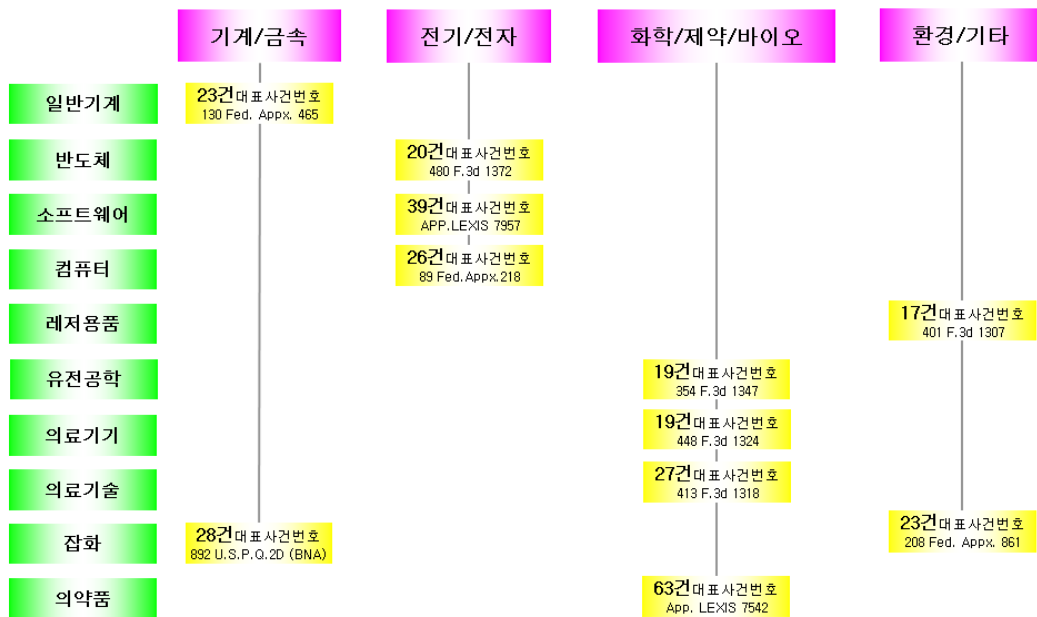 기계/금속 전기/전자 화학/제약/바이오 환경/기타
일반기계 23건대표사건번호
130 Fed. Appx. 465
반도체 20건대표사건번호
480 F.3d 1372
소프트웨어 39건대표사건번호
APP.LEXIS 7957
컴퓨터 26건대표사건번호
89 Fed.Appx.218
레저용품 17건대표사건번호
401 F.3d 1307
유전공학 19건대표사건번호
354 F.3d 1347
의료기기 19건대표사건번호
448 F.3d 1324
의료기술 27건대표사건번호
413 F.3d 1318
잡화 28건대표사건번호 23건대표사건번호
892 U.S.P.Q.2D (BNA) 208 Fed. Appx. 861
의약품 63건대표사건번호
App. LEXIS 7542